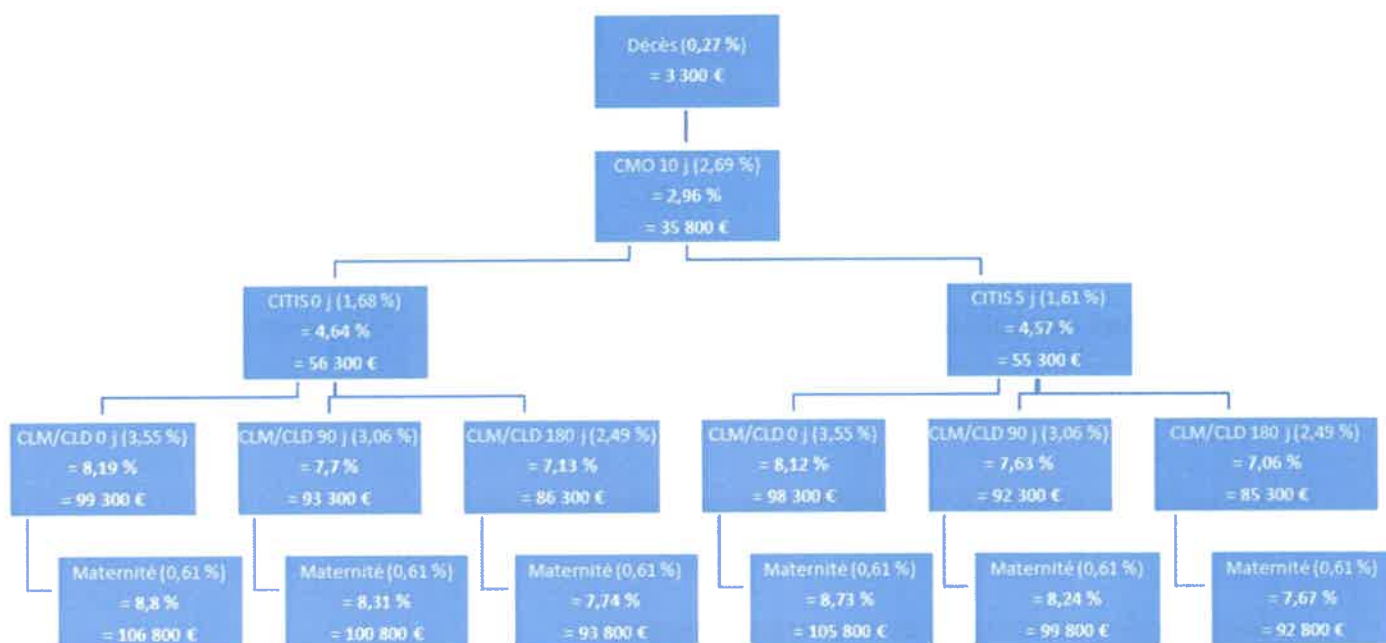 Décès (0,27 %)
= 3 300 €
CMO 10 j (2,69 %)
= 2,96 %
= 35 800 €
CITIS 0 j (1,68 %)
= 4,64 %
= 56 300 €
CITIS 5 j (1,61 %)
= 4,57 %
= 55 300 €
CLM/CLD 0 j (3,55 %)
= 8,19 %
= 99 300 €
CLM/CLD 90 j (3,06 %)
= 7,7 %
= 93 300 €
CLM/CLD 180 j (2,49 %)
= 7,13 %
= 86 300 €
CLM/CLD 0 j (3,55 %)
= 8,12 %
= 98 300 €
CLM/CLD 90 j (3,06 %)
= 7,63 %
= 92 300 €
CLM/CLD 180 j (2,49 %)
= 7,06 %
= 85 300 €
Maternité (0,61 %)
= 8,8 %
= 106 800 €
Maternité (0,61 %)
= 8,31 %
= 100 800 €
Maternité (0,61 %)
= 7,74 %
= 93 800 €
Maternité (0,61 %)
= 8,73 %
= 105 800 €
Maternité (0,61 %)
= 8,24 %
= 99 800 €
Maternité (0,61 %)
= 7,67 %
= 92 800 €